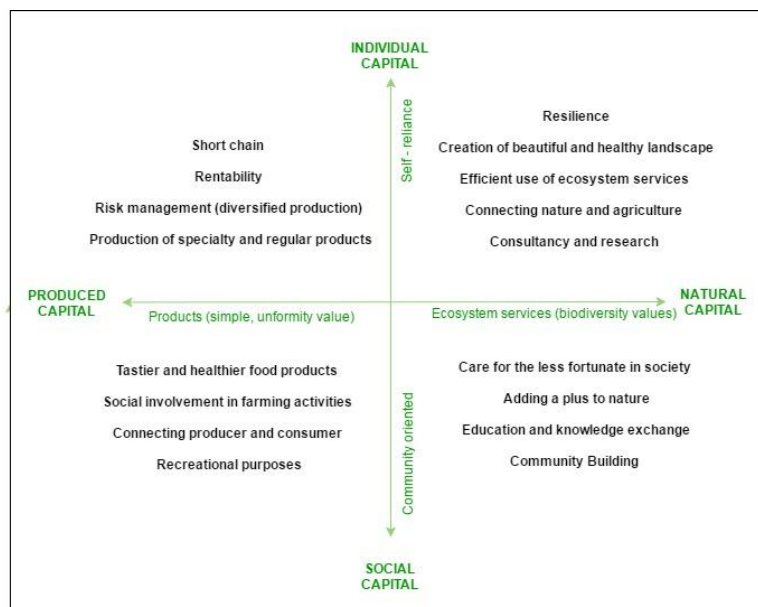 INDIVIDUAL
CAPITAL
Self - reliance
Short chain
Rentability
Risk management (diversified production)
Production of specialty and regular products
Resilience
Creation of beautiful and healthy landscape
Efficient use of ecosystem services
Connecting nature and agriculture
Consultancy and research
PRODUCED
CAPITAL
Products (simple, unformity value)
Ecosystem services (biodiversity values)
NATURAL
CAPITAL
Tastier and healthier food products
Social involvement in farming activities
Connecting producer and consumer
Recreational purposes
Community oriented
Care for the less fortunate in society
Adding a plus to nature
Education and knowledge exchange
Community Building
SOCIAL
CAPITAL